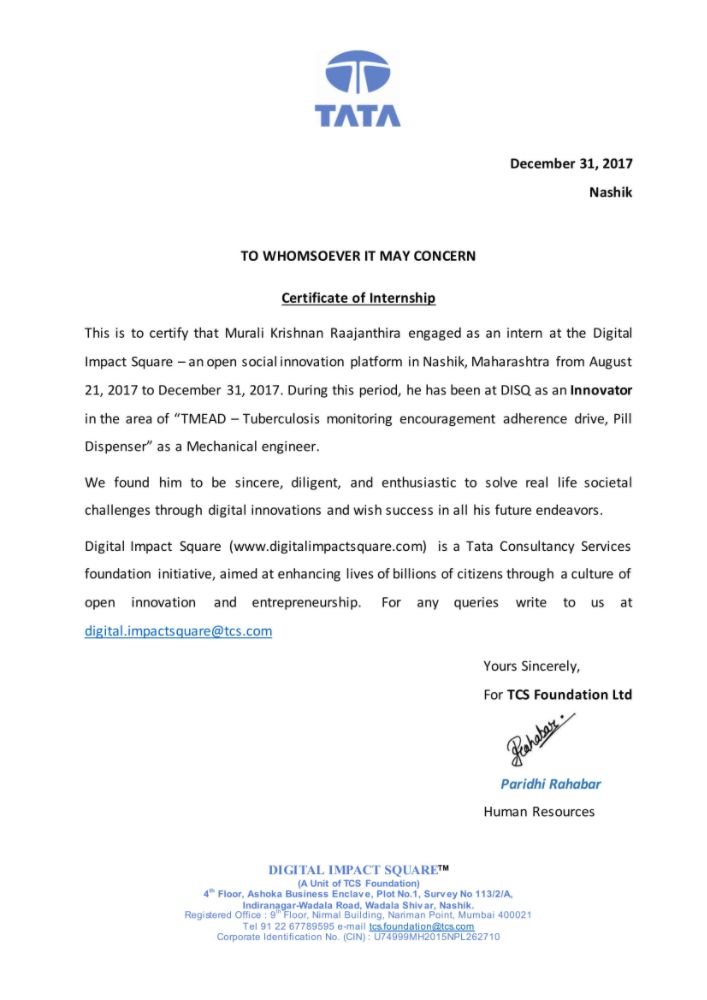 TATA
December 31, 2017
Nashik
TO WHOMSOEVER IT MAY CONCERN
Certificate of Internship
This is to certify that Murali Krishnan Raajanthira engaged as an intern at the Digital
Impact Square – an open social innovation platform in Nashik, Maharashtra from August
21, 2017 to December 31, 2017. During this period, he has been at DISQ as an Innovator
in the area of “TMEAD – Tuberculosis monitoring encouragement adherence drive, Pill
Dispenser” as a Mechanical engineer.
We found him to be sincere, diligent, and enthusiastic to solve real life societal
challenges through digital innovations and wish success in all his future endeavors.
Digital Impact Square (www.digitalimpactsquare.com) is a Tata Consultancy Services
foundation initiative, aimed at enhancing lives of billions of citizens through a culture of
open innovation and entrepreneurship. For any queries write to us at
digital.impactsquare@tcs.com
Yours Sincerely,
For TCS Foundation Ltd
PRahabar.
Paridhi Rahabar
Human Resources
DIGITAL IMPACT SQUARE™
(A Unit of TCS Foundation)
4th Floor, Ashoka Business Enclave, Plot No.1, Survey No 113/2/A,
Indiranagar-Wadala Road, Wadala Shivar, Nashik.
Registered Office : 9th Floor, Nirmal Building, Nariman Point, Mumbai 400021
Tel 91 22 67789595 e-mail tcs.foundation@tcs.com
Corporate Identification No. (CIN) : U74999MH2015NPL262710